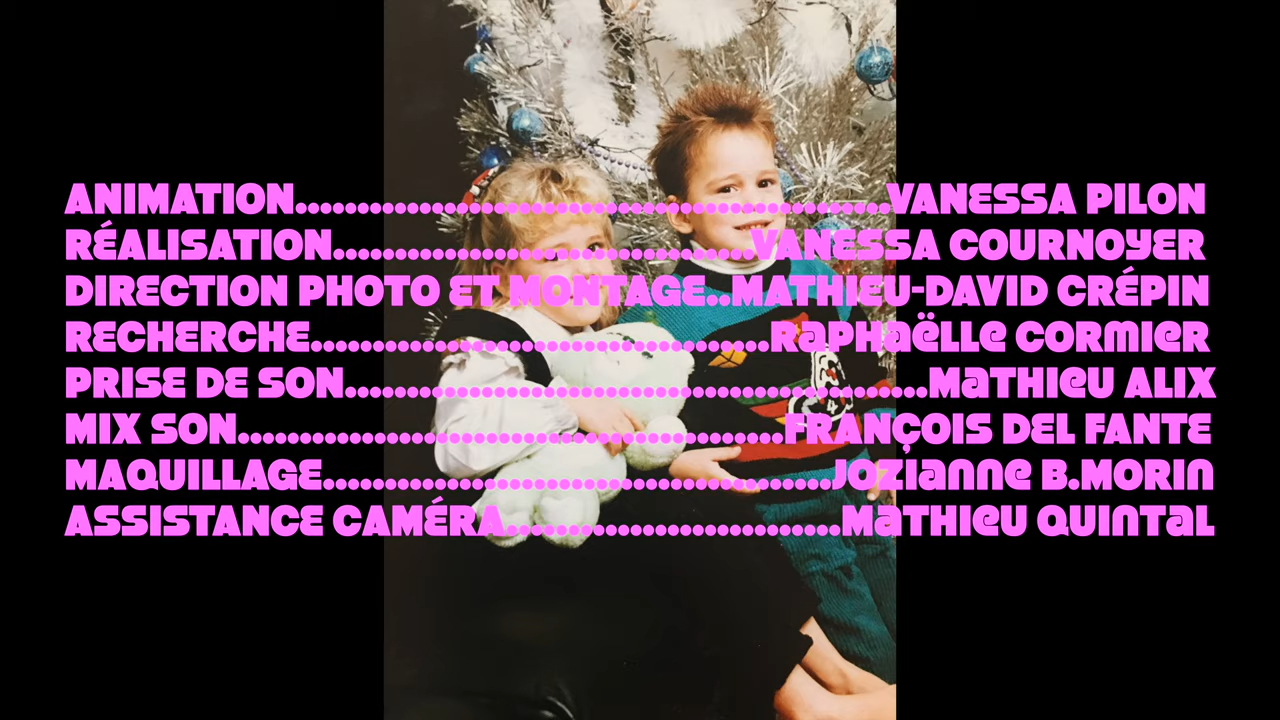 ANIMATION................................................VANESSA PILON
RÉALISATION..................................VANESSA COURNOYER
DIRECTION PHOTO ET MONTAGE..MATHIEU-DAVID CRÉPIN
RECHERCHE.....................................RaPHaëLLe CORMIER
PRISE DE SON...............................................MaTHIeU ALIX
MIX SON............................................FRANÇOIS DEL FANTE
MAQUILLAGE.........................................JOZIanne B.MORIN
ASSISTANCE CAMÉRA...........................MaTHIeU QUINTaL